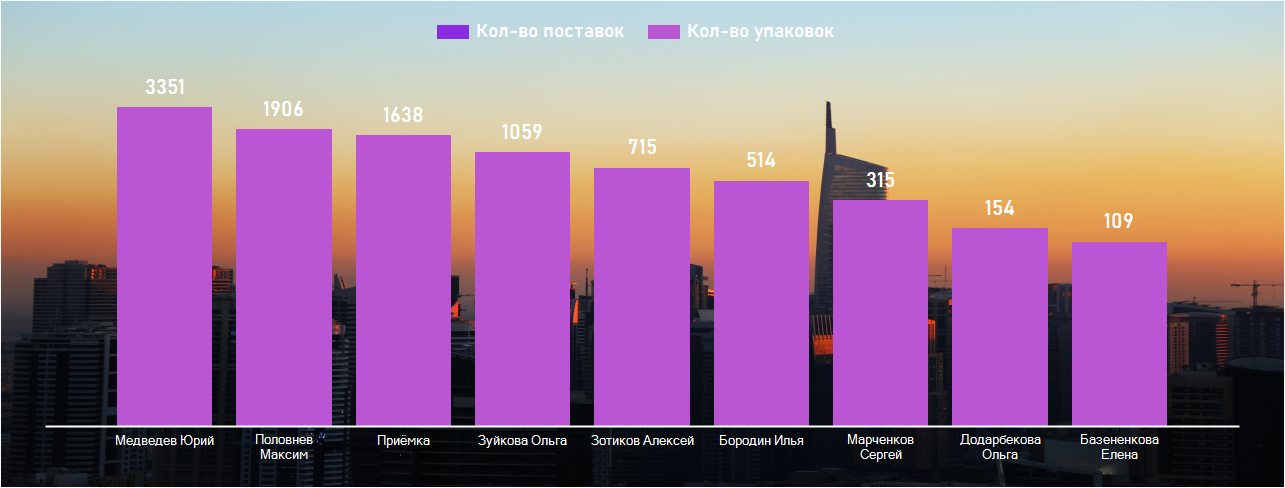 Кол-во поставок Кол-во упаковок
3351
1906
1638
1059
715
514
315
154
109
Медведев Юрий
Половнев
Максим
Приёмка
Зуйкова Ольга
Зотиков Алексей
Бородин Илья
Марченков
Сергей
Додарбекова
Ольга
Базененкова
Елена